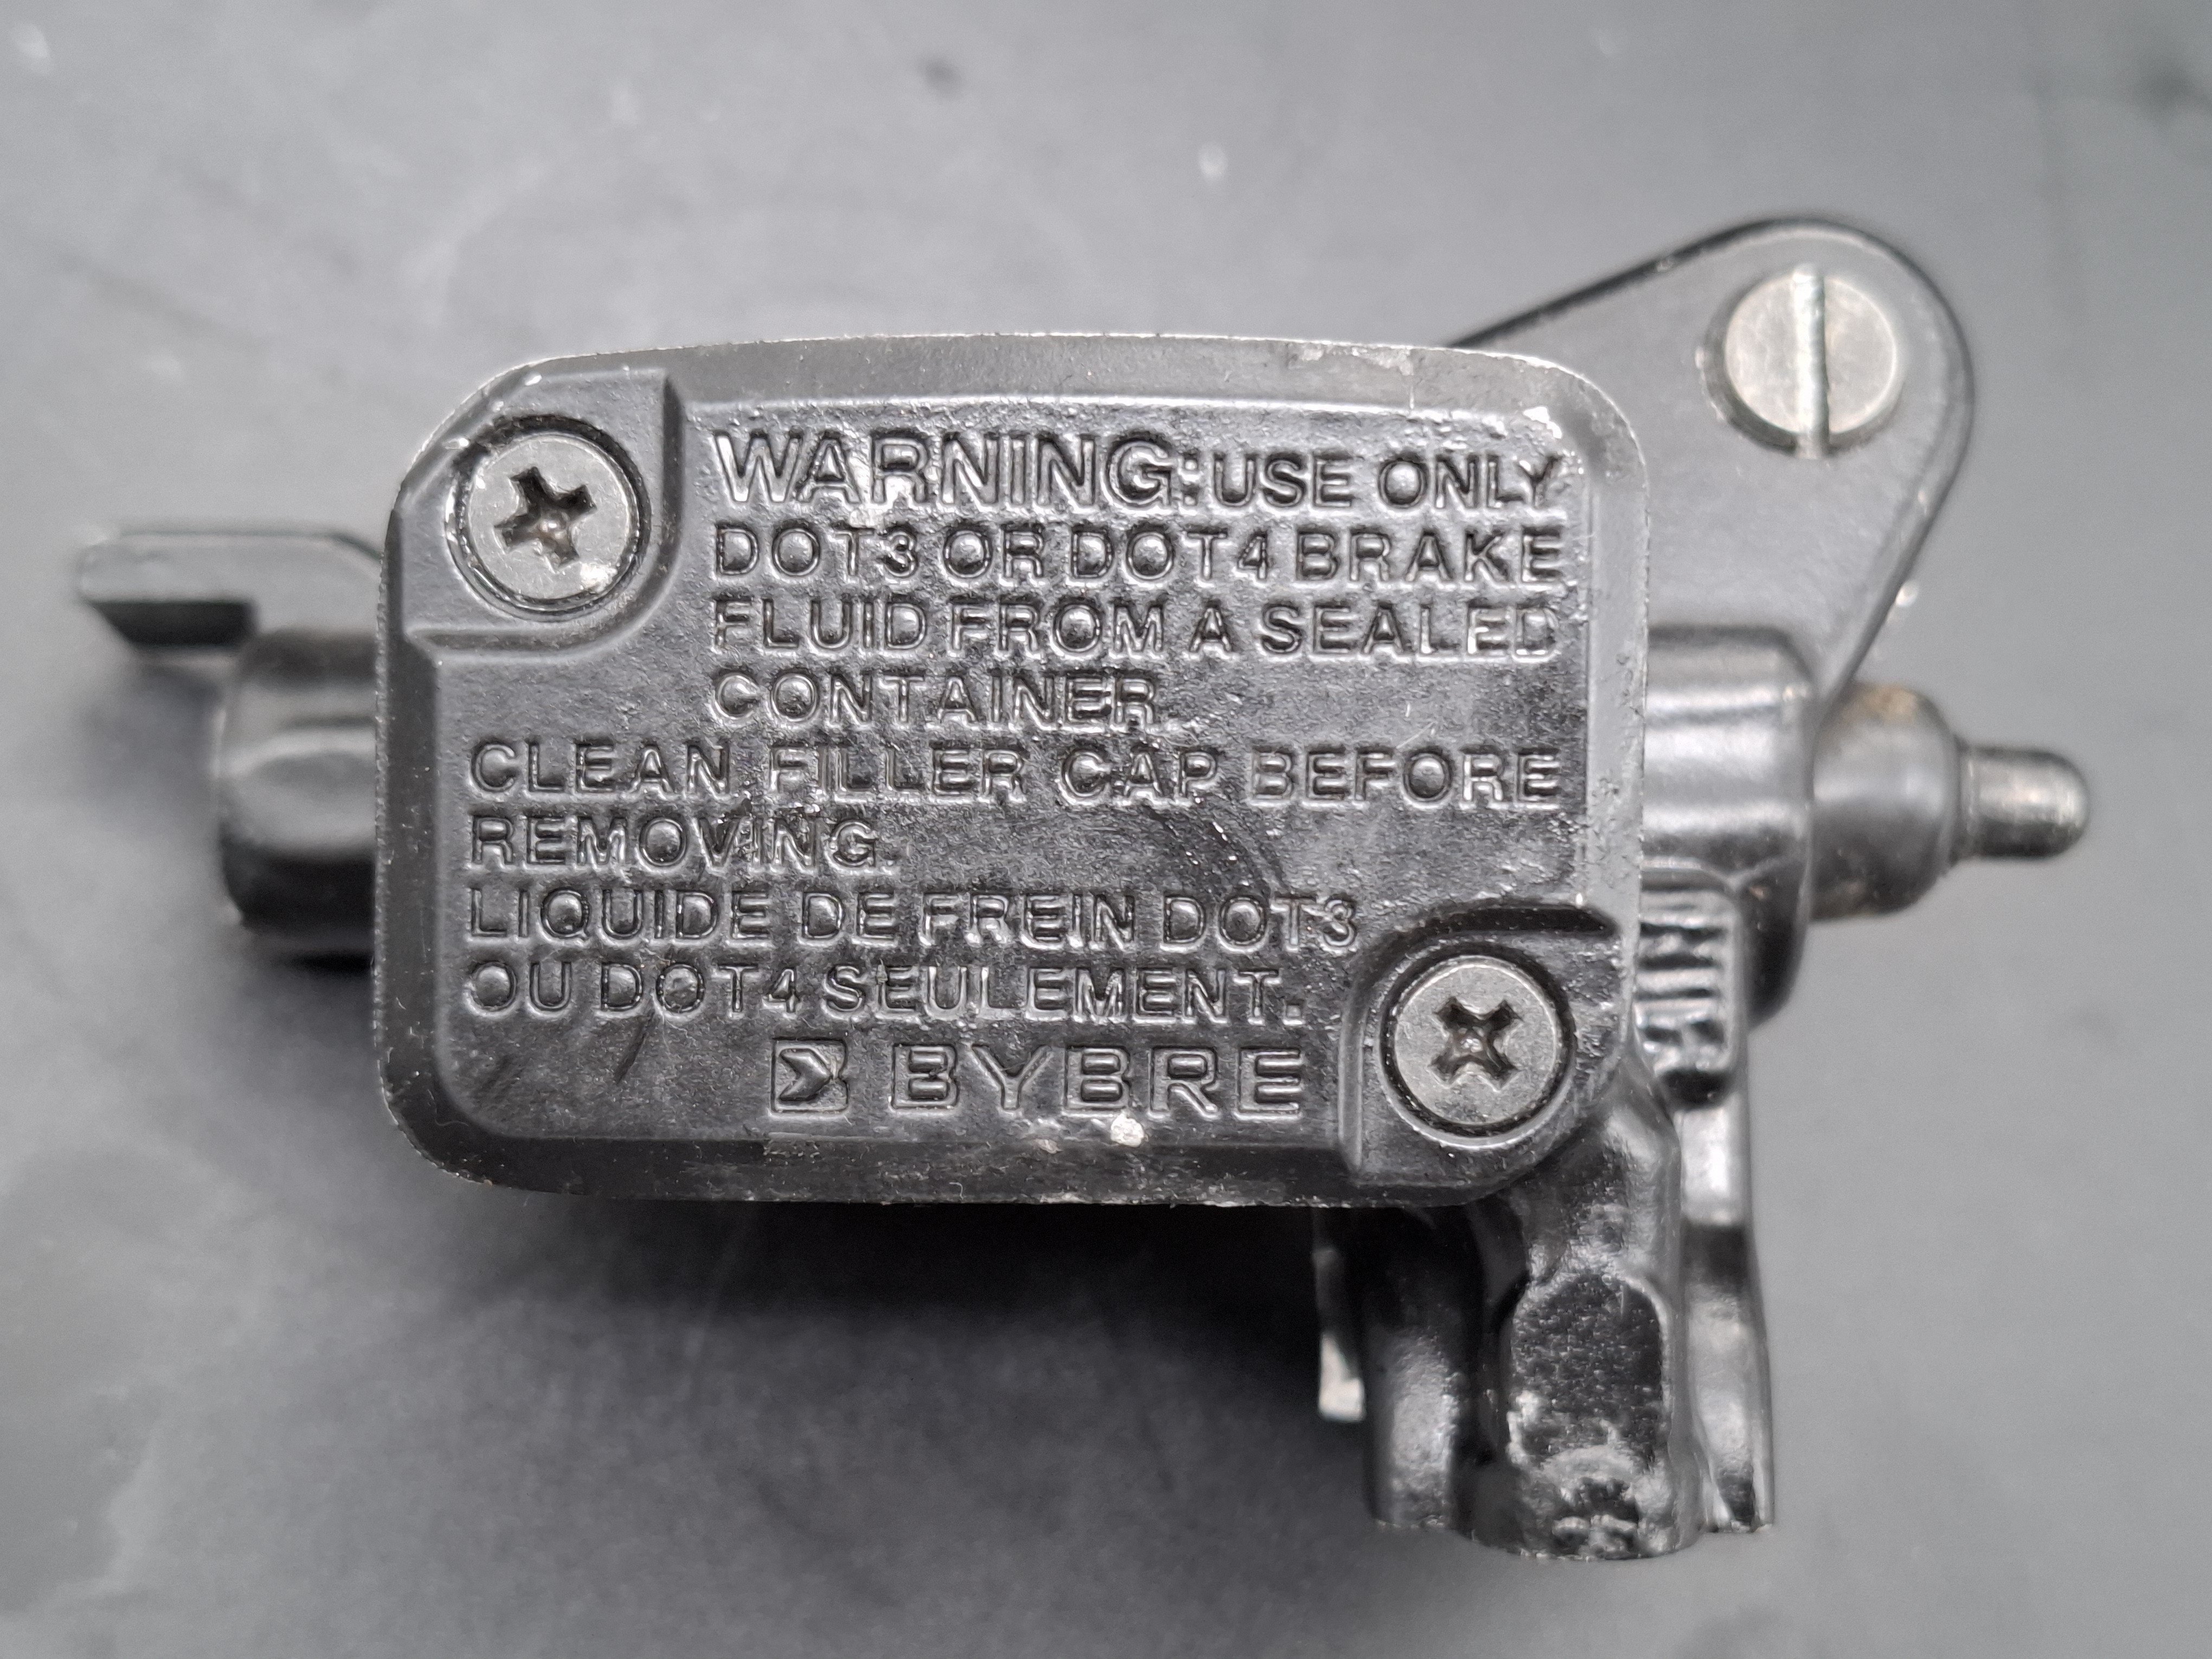 WARNING: USE ONLY
DOT3 OR DOT4 BRAKE
FLUID FROM A SEALED
CONTAINER.
CLEAN FILLER CAP BEFORE
REMOVING.
LIQUIDE DE FREIN DOT3
OU DOT4 SEULEMENT.
BYBRE